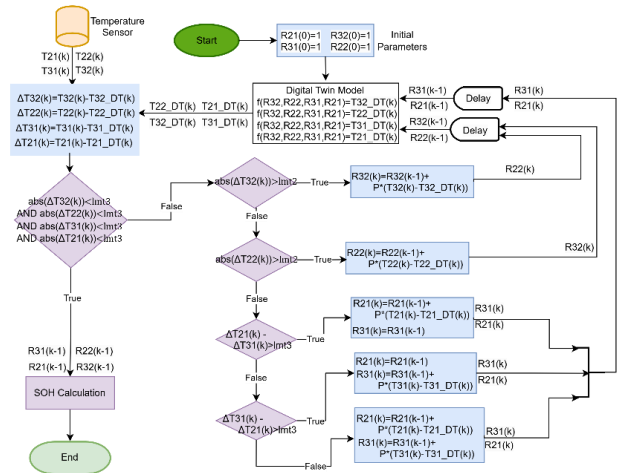 Temperature
Sensor
T21(k) T22(k)
T31(k) T32(k)
Start
R21(0)=1 R32(0)=1
R31(0)=1 R22(0)=1
Initial
Parameters
ΔT32(k)=T32(k)-T32_DT(k)
ΔT22(k)=T22(k)-T22_DT(k)
ΔT31(k)=T31(k)-T31_DT(k)
ΔT21(k)=T21(k)-T21_DT(k)
T22_DT(k) T21_DT(k)
T32_DT(k) T31_DT(k)
Digital Twin Model
f(R32,R22,R31,R21)=T32_DT(k)
f(R32,R22,R31,R21)=T22_DT(k)
f(R32,R22,R31,R21)=T31_DT(k)
f(R32,R22,R31,R21)=T21_DT(k)
R31(k-1)
R21(k-1)
Delay
R31(k)
R21(k)
R32(k-1)
R22(k-1)
Delay
abs(ΔT32(k))<lmt3
AND abs(ΔT22(k))<lmt3
AND abs(ΔT31(k))<lmt3
AND abs(ΔT21(k))<lmt3
False
True
abs(ΔT32(k))>lmt2
True
R32(k)=R32(k-1)+
P*(T32(k)-T32_DT(k))
R22(k)
False
abs(ΔT22(k))>lmt2
True
R22(k)=R22(k-1)+
P*(T22(k)-T22_DT(k))
R32(k)
False
ΔT21(k) -
ΔT31(k)>lmt3
True
R21(k)=R21(k-1)+
P*(T21(k)-T21_DT(k))
R31(k)=R31(k-1)
R31(k)
R21(k)
False
ΔT31(k) -
ΔT21(k)>lmt3
True
R21(k)=R21(k-1)
R31(k)=R31(k-1)+
P*(T31(k)-T31_DT(k))
R31(k)
R21(k)
False
R21(k)=R21(k-1)+
P*(T21(k)-T21_DT(k))
R31(k)=R31(k-1)+
P*(T31(k)-T31_DT(k))
R31(k)
R21(k)
R31(k-1) R22(k-1)
R21(k-1) R32(k-1)
SOH Calculation
End